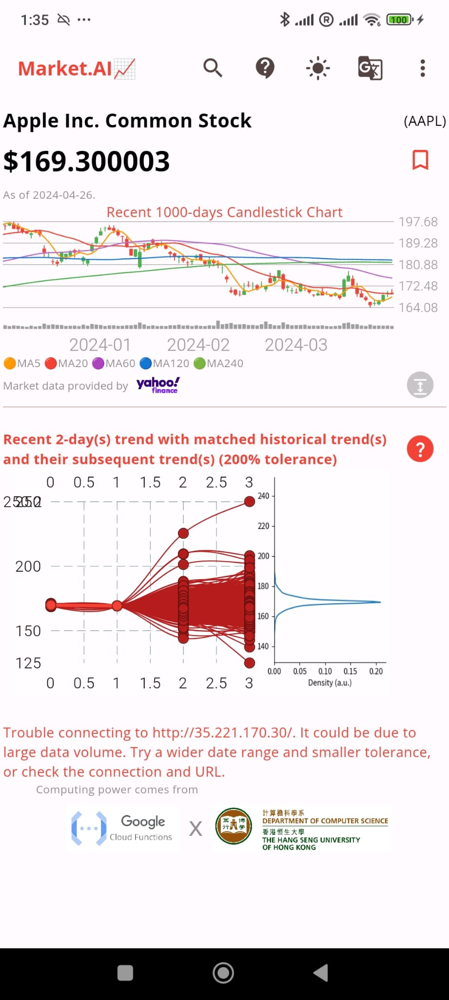 1:35
100
Market.AI
Apple Inc. Common Stock (AAPL)
$169.300003
As of 2024-04-26.
Recent 1000-days Candlestick Chart
197.68
189.28
180.88
172.48
164.08
2024-01 2024-02 2024-03
MA5 MA20 MA60 MA120 MA240
Market data provided by yahoo! finance
Recent 2-day(s) trend with matched historical trend(s)
and their subsequent trend(s) (200% tolerance)
?
0 0.5 1 1.5 2 2.5 3
200
150
125
0 0.5 1 1.5 2 2.5 3
240
220
200
180
160
140
0.00 0.05 0.10 0.15 0.20
Density (a.u.)
Trouble connecting to http://35.221.170.30/. It could be due to
large data volume. Try a wider date range and smaller tolerance,
or check the connection and URL.
Computing power comes from
Google
Cloud Functions
X
篤行 博學
計算機科學系
DEPARTMENT OF COMPUTER SCIENCE
香港恒生大學
THE HANG SENG UNIVERSITY
OF HONG KONG